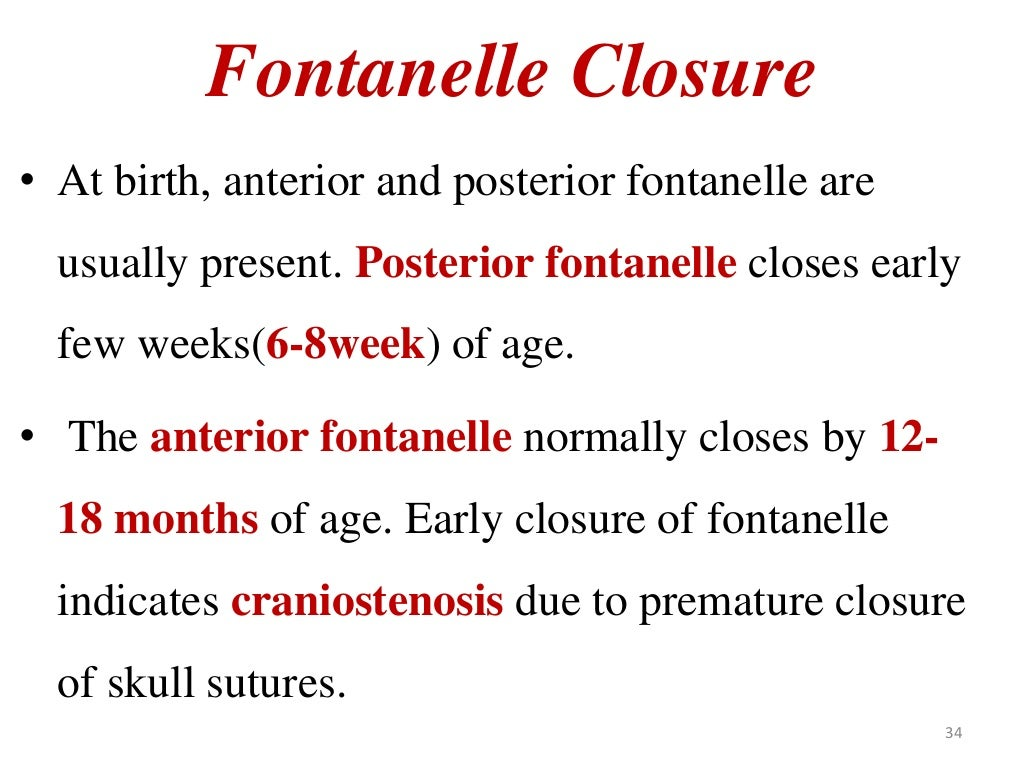 Fontanelle Closure
• At birth, anterior and posterior fontanelle are
usually present. Posterior fontanelle closes early
few weeks(6-8week) of age.
• The anterior fontanelle normally closes by 12-
18 months of age. Early closure of fontanelle
indicates craniostenosis due to premature closure
of skull sutures.
34